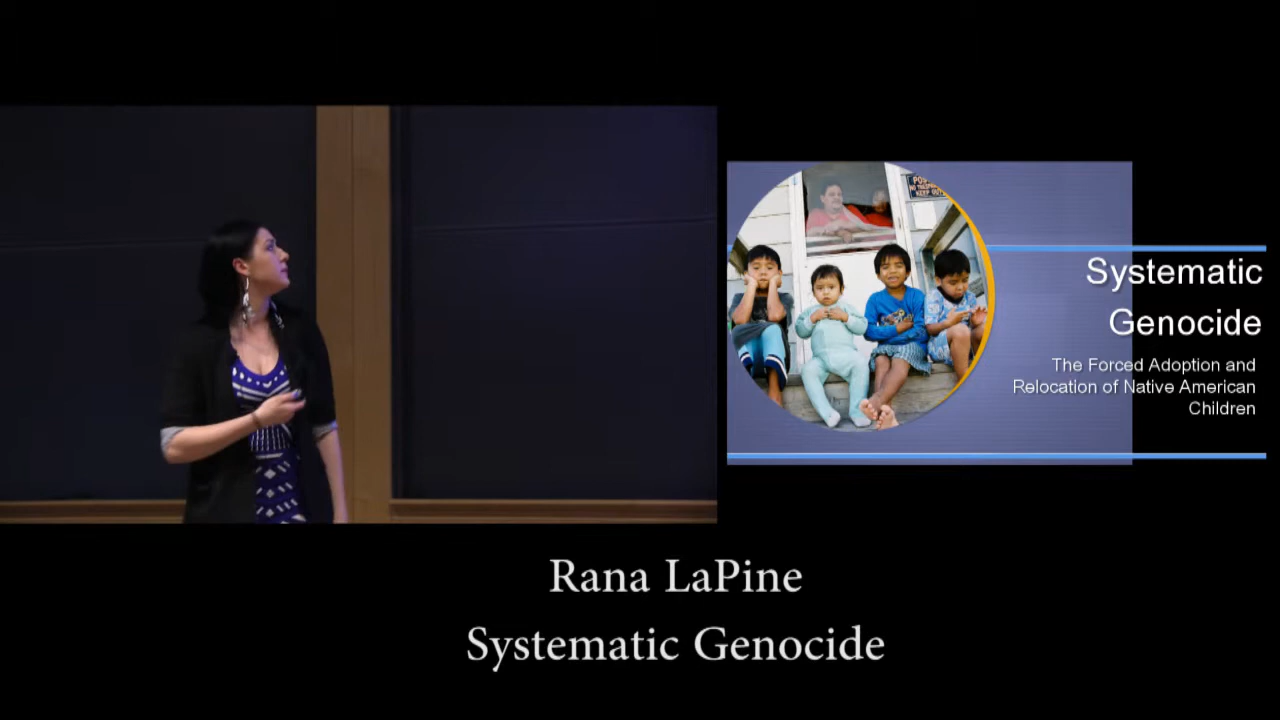 Systematic
Genocide
The Forced Adoption and
Relocation of Native American
Children
Rana LaPine
Systematic Genocide